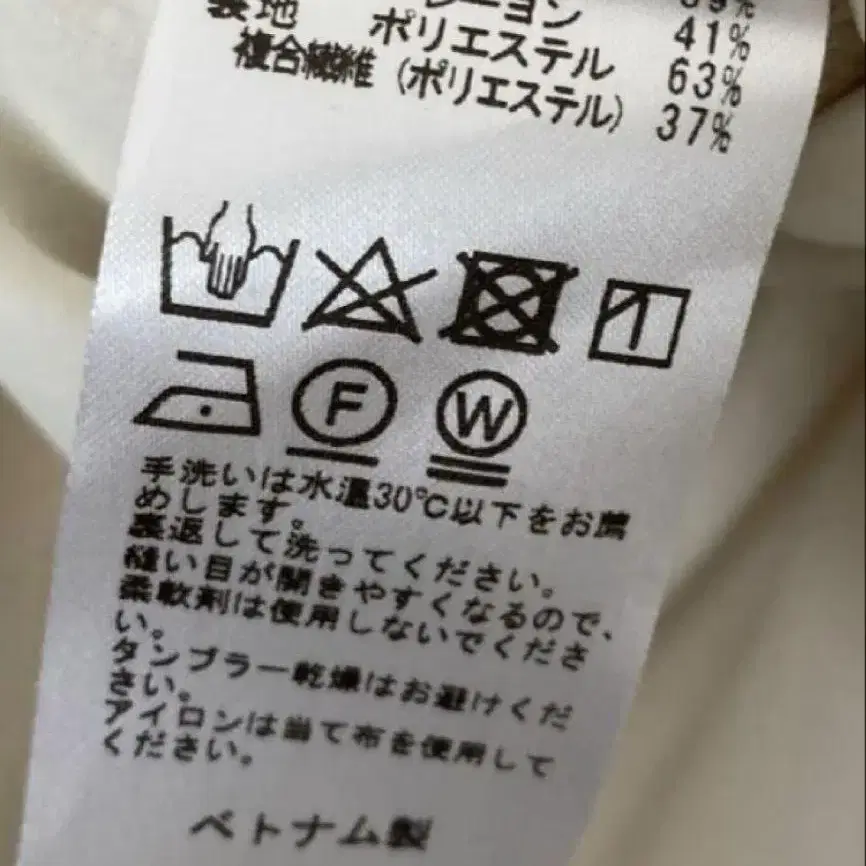 レーヨン
41%
裏地 ポリエステル 63%
複合繊維(ポリエステル) 37%
F
W
手洗いは水温30℃以下をお薦
めします。
裏返して洗ってください。
縫い目が開きやすくなるので、
柔軟剤は使用しないでくださ
い。
タンブラー乾燥はお避けくだ
さい。
アイロンは当て布を使用して
ください。
ベトナム製